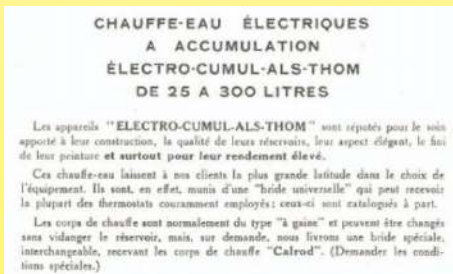 CHAUFFE-EAU ÉLECTRIQUES
A ACCUMULATION
ÉLECTRO-CUMUL-ALS-THOM
DE 25 A 300 LITRES
Les appareils "ELECTRO-CUMUL-ALS-THOM" sont réputés pour le soin
apporté à leur construction, la qualité de leurs réservoirs, leur aspect élégant, le fini
de leur peinture et surtout pour leur rendement élevé.
Ces chauffe-eau laissent à nos clients la plus grande latitude dans le choix de
l'équipement. Ils sont, en effet, munis d'une "bride universelle" qui peut recevoir
la plupart des thermostats couramment employés ; ceux-ci sont catalogués à part.
Les corps de chauffe sont normalement du type "à gaine" et peuvent être changés
sans vidanger le réservoir, mais, sur demande, nous livrons une bride spéciale,
interchangeable, recevant les corps de chauffe "Calrod". (Demander les condi-
tions spéciales.)